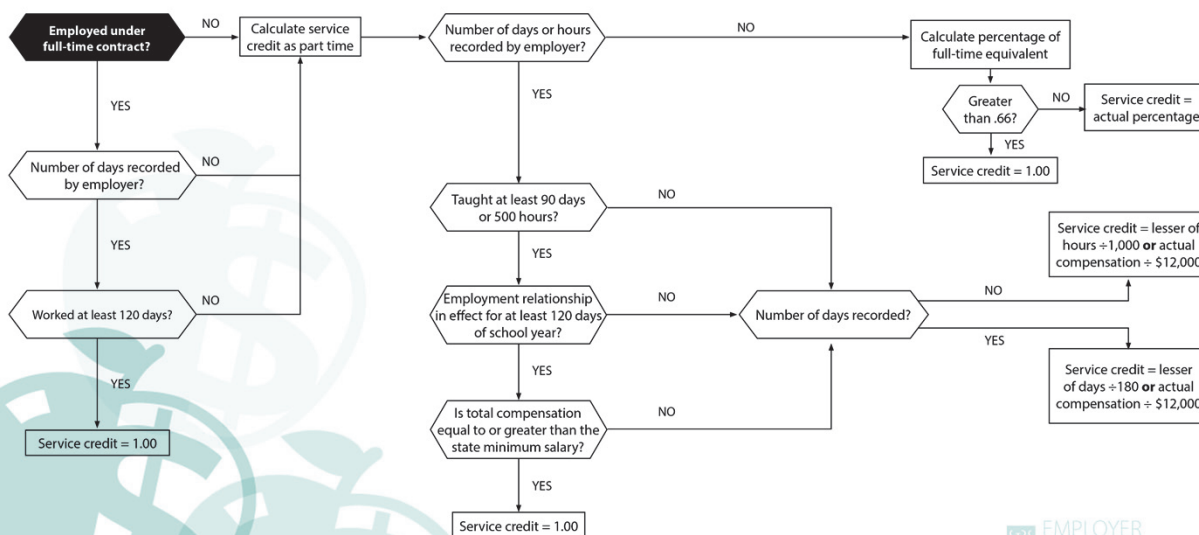 Employed under
full-time contract?
NO
Calculate service
credit as part time
Number of days or hours
recorded by employer?
NO
Calculate percentage of
full-time equivalent
YES
YES
Greater
than .66?
NO
Service credit =
actual percentage
YES
Service credit = 1.00
Number of days recorded
by employer?
NO
Taught at least 90 days
or 500 hours?
NO
YES
YES
Service credit = lesser of
hours ÷1,000 or actual
compensation ÷ $12,000
Worked at least 120 days?
NO
Employment relationship
in effect for at least 120 days
of school year?
NO
Number of days recorded?
NO
YES
YES
YES
Service credit = lesser
of days ÷180 or actual
compensation ÷ $12,000
Service credit = 1.00
Is total compensation
equal to or greater than the
state minimum salary?
NO
YES
Service credit = 1.00
EMPLOYER